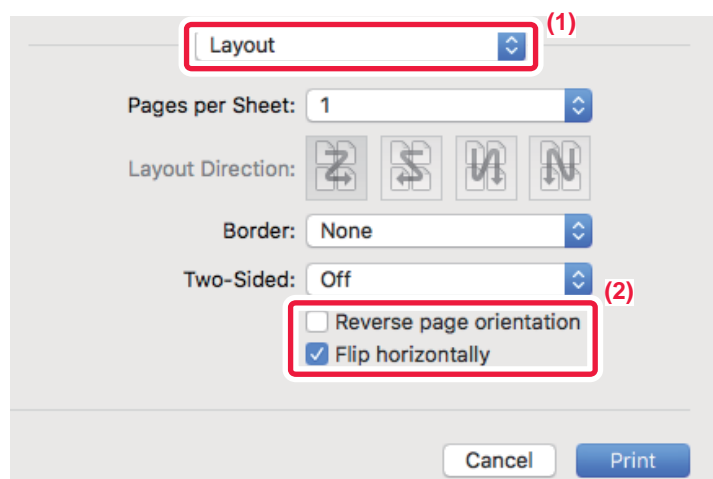 (1)
Layout
Pages per Sheet: 1
Layout Direction:
Border: None
Two-Sided: Off
(2)
Reverse page orientation
Flip horizontally
Cancel Print